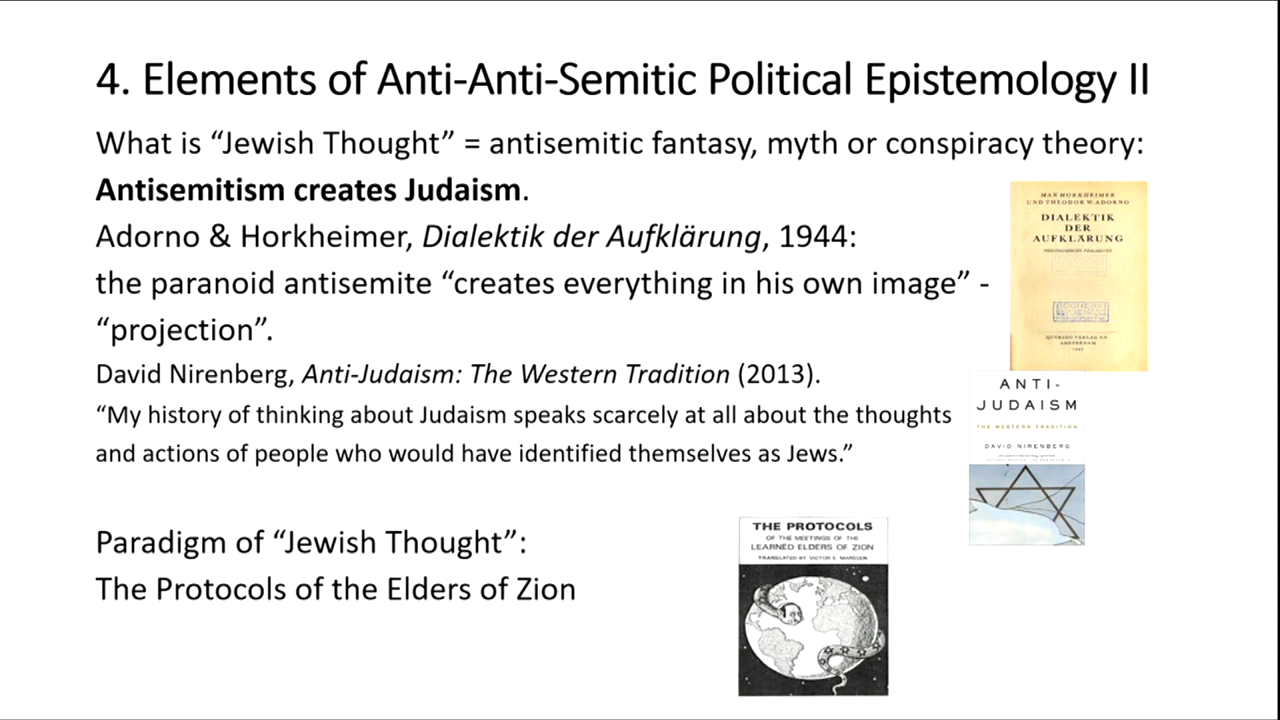 4. Elements of Anti-Anti-Semitic Political Epistemology II
What is “Jewish Thought” = antisemitic fantasy, myth or conspiracy theory:
Antisemitism creates Judaism.
Adorno & Horkheimer, Dialektik der Aufklärung, 1944:
the paranoid antisemite “creates everything in his own image” -
“projection”.
David Nirenberg, Anti-Judaism: The Western Tradition (2013).
“My history of thinking about Judaism speaks scarcely at all about the thoughts
and actions of people who would have identified themselves as Jews.”
Paradigm of “Jewish Thought”:
The Protocols of the Elders of Zion
MAX HORKHEIMER
UND THEODOR W. ADORNO
DIALEKTIK
DER
AUFKLÄRUNG
QUERIDO VERLAG NV
AMSTERDAM
ANTI-
JUDAISM
THE WESTERN TRADITION
DAVID NIRENBERG
THE PROTOCOLS
OF THE MEETINGS OF THE
LEARNED ELDERS OF ZION
TRANSLATED BY VICTOR E. MARSDEN